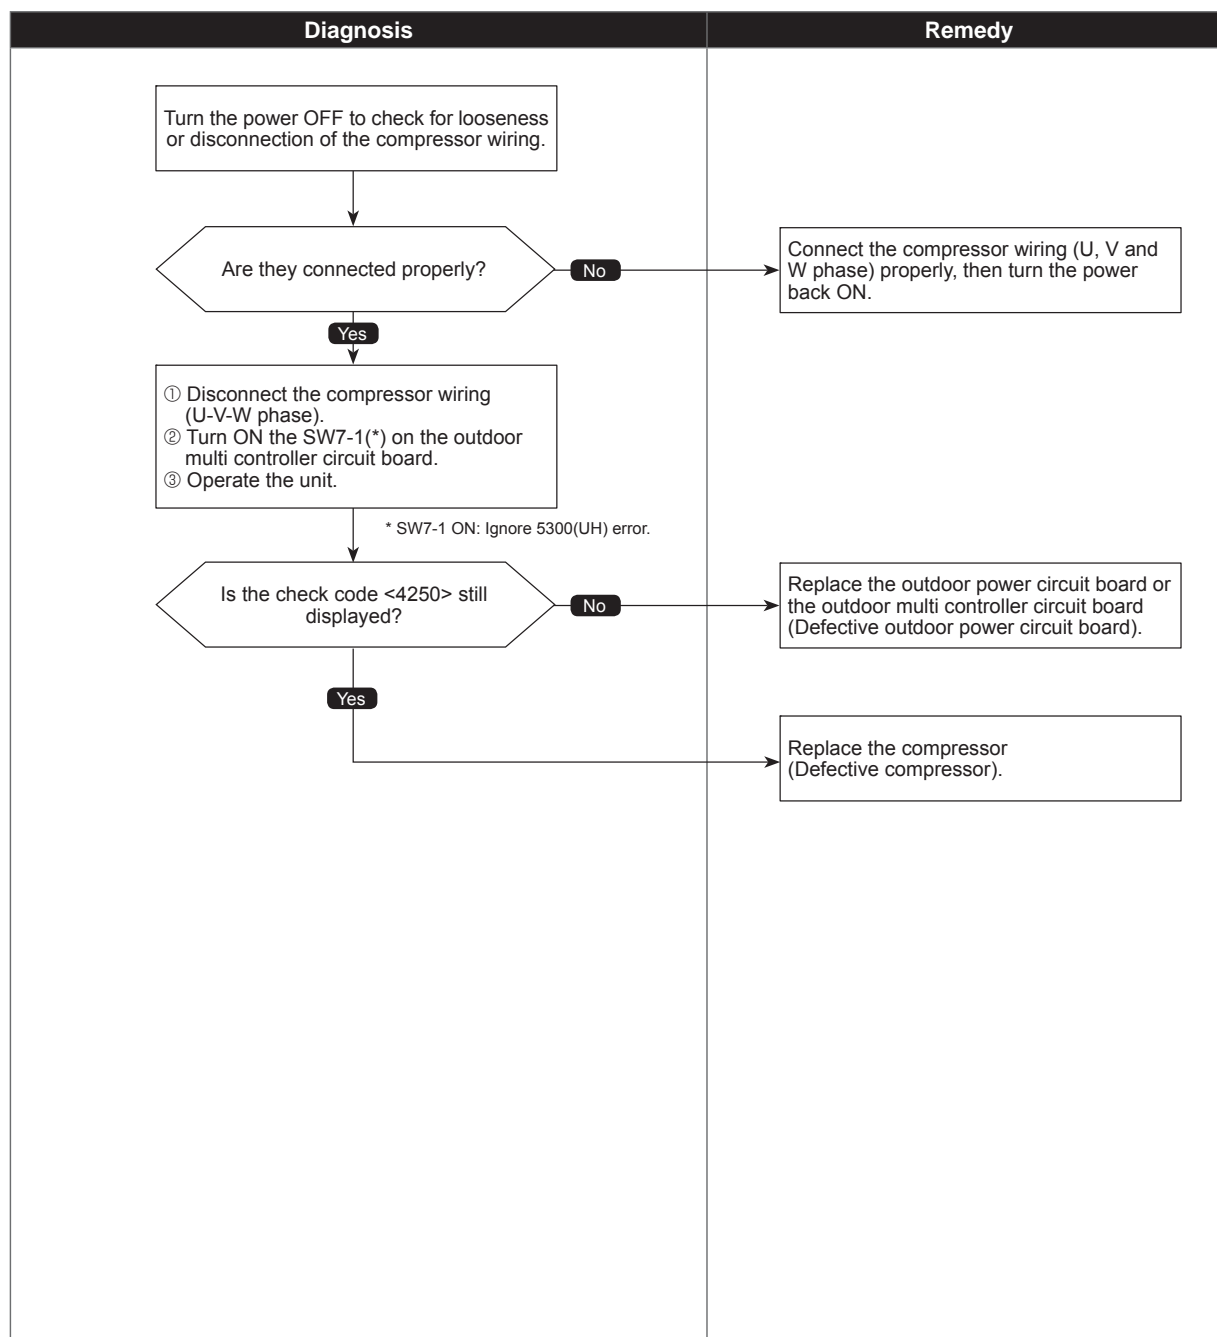 Diagnosis
Remedy
Turn the power OFF to check for looseness
or disconnection of the compressor wiring.
Are they connected properly?
No
Connect the compressor wiring (U, V and
W phase) properly, then turn the power
back ON.
Yes
① Disconnect the compressor wiring
(U-V-W phase).
② Turn ON the SW7-1(*) on the outdoor
multi controller circuit board.
③ Operate the unit.
* SW7-1 ON: Ignore 5300(UH) error.
Is the check code <4250> still
displayed?
No
Replace the outdoor power circuit board or
the outdoor multi controller circuit board
(Defective outdoor power circuit board).
Yes
Replace the compressor
(Defective compressor).